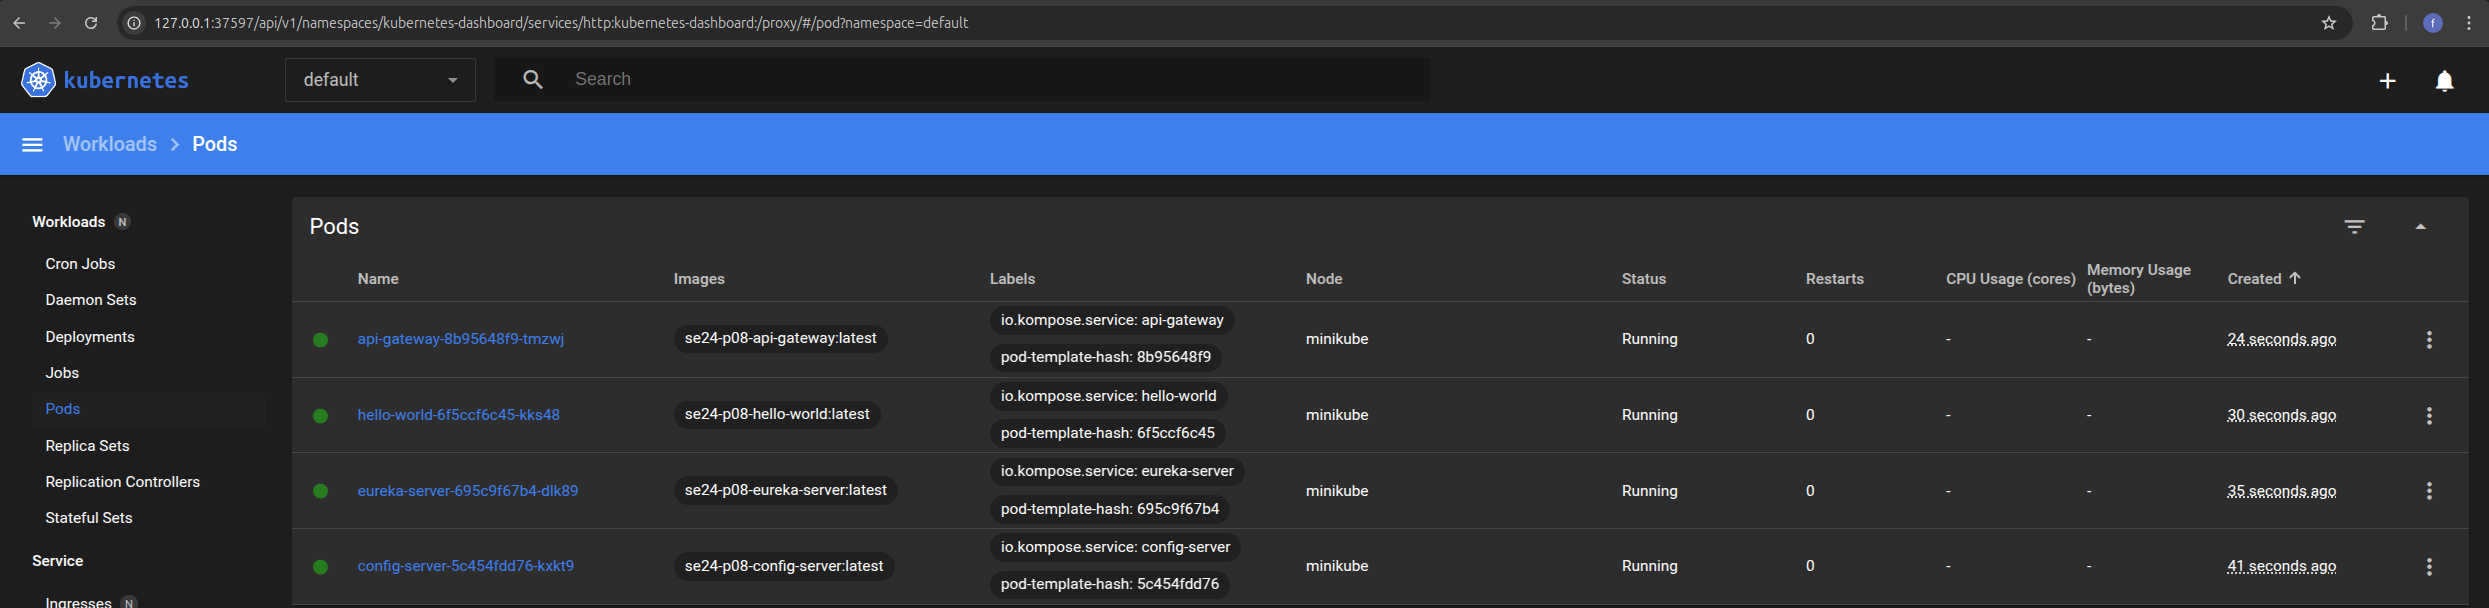 127.0.0.1:37597/api/v1/namespaces/kubernetes-dashboard/services/http:kubernetes-dashboard:/proxy/#/pod?namespace=default
f
kubernetes
default
Search
Workloads > Pods
Workloads N
Cron Jobs
Daemon Sets
Deployments
Jobs
Pods
Replica Sets
Replication Controllers
Stateful Sets
Service
Ingresses N
Pods
Name Images Labels Node Status Restarts CPU Usage (cores) Memory Usage (bytes) Created
api-gateway-8b95648f9-tmzwj se24-p08-api-gateway:latest io.kompose.service: api-gateway minikube Running 0 - - 24 seconds ago
pod-template-hash: 8b95648f9
hello-world-6f5ccf6c45-kks48 se24-p08-hello-world:latest io.kompose.service: hello-world minikube Running 0 - - 30 seconds ago
pod-template-hash: 6f5ccf6c45
eureka-server-695c9f67b4-dlk89 se24-p08-eureka-server:latest io.kompose.service: eureka-server minikube Running 0 - - 35 seconds ago
pod-template-hash: 695c9f67b4
config-server-5c454fdd76-kxkt9 se24-p08-config-server:latest io.kompose.service: config-server minikube Running 0 - - 41 seconds ago
pod-template-hash: 5c454fdd76